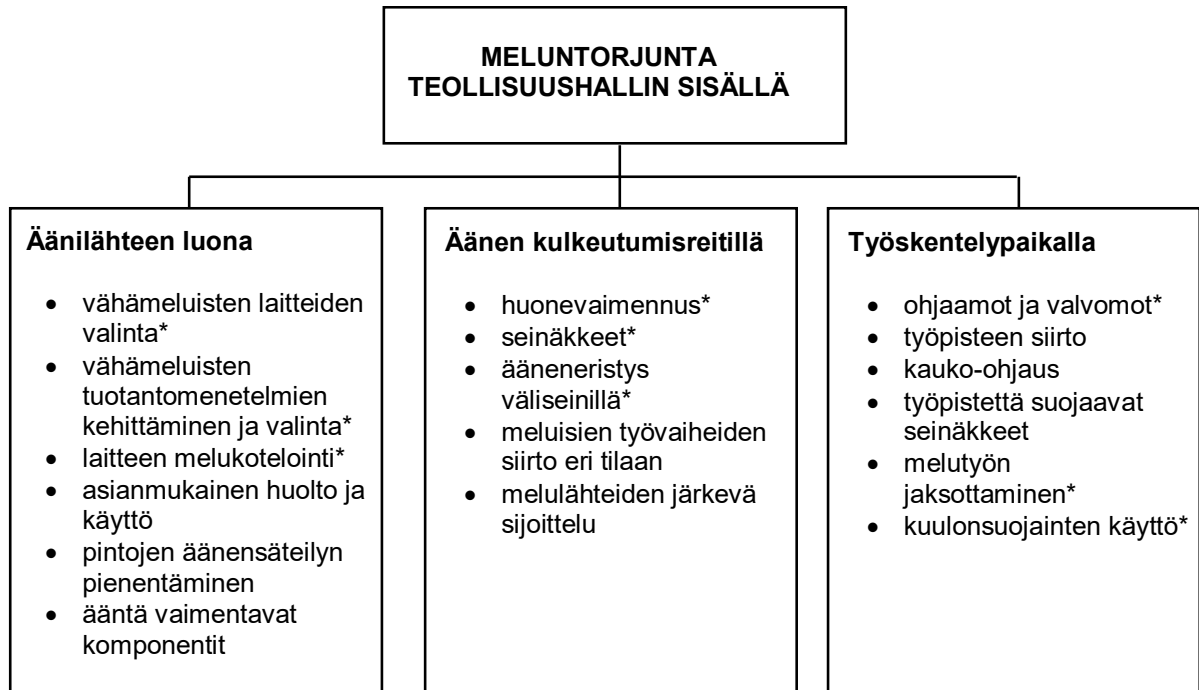 MELUNTORJUNTA
TEOLLISUUSHALLIN SISÄLLÄ
Äänilähteen luona
• vähämeluisten laitteiden
valinta*
• vähämeluisten
tuotantomenetelmien
kehittäminen ja valinta*
• laitteen melukotelointi*
• asianmukainen huolto ja
käyttö
• pintojen äänensäteilyn
pienentäminen
• ääntä vaimentavat
komponentit
Äänen kulkeutumisreitillä
• huonevaimennus*
• seinäkkeet*
• ääneneristys
väliseinillä*
• meluisien työvaiheiden
siirto eri tilaan
• melulähteiden järkevä
sijoittelu
Työskentelypaikalla
• ohjaamot ja valvomot*
• työpisteen siirto
• kauko-ohjaus
• työpistettä suojaavat
seinäkkeet
• melutyön
jaksottaminen*
• kuulonsuojainten käyttö*